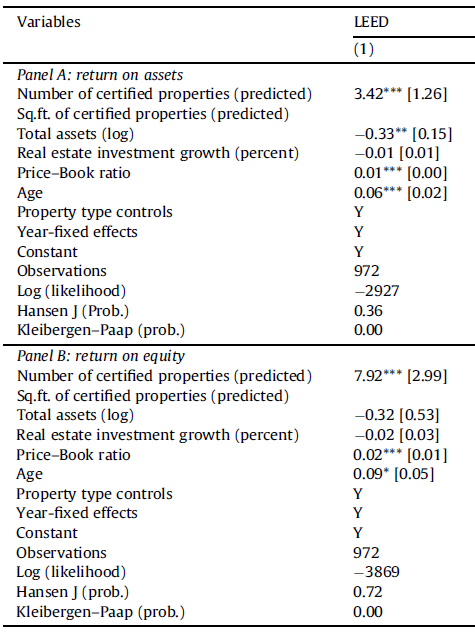 Variables LEED
(1)
Panel A: return on assets
Number of certified properties (predicted) 3.42*** [1.26]
Sq.ft. of certified properties (predicted)
Total assets (log) −0.33** [0.15]
Real estate investment growth (percent) −0.01 [0.01]
Price–Book ratio 0.01*** [0.00]
Age 0.06*** [0.02]
Property type controls Y
Year-fixed effects Y
Constant Y
Observations 972
Log (likelihood) −2927
Hansen J (Prob.) 0.36
Kleibergen–Paap (prob.) 0.00
Panel B: return on equity
Number of certified properties (predicted) 7.92*** [2.99]
Sq.ft. of certified properties (predicted)
Total assets (log) −0.32 [0.53]
Real estate investment growth (percent) −0.02 [0.03]
Price–Book ratio 0.02*** [0.01]
Age 0.09* [0.05]
Property type controls Y
Year-fixed effects Y
Constant Y
Observations 972
Log (likelihood) −3869
Hansen J (prob.) 0.72
Kleibergen–Paap (prob.) 0.00